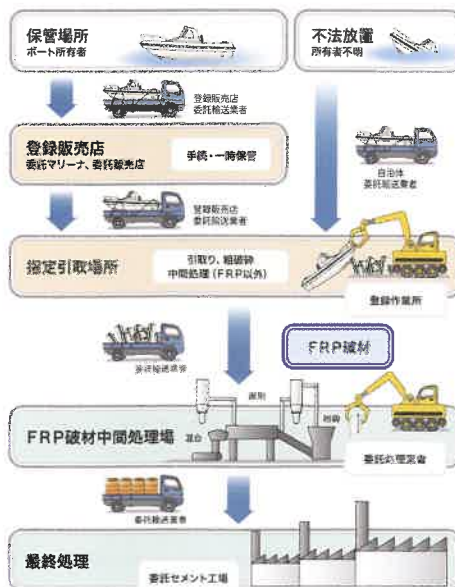 保管場所
ボート所有者
不法放置
所有者不明
登録販売店
委託輸送業者
登録販売店
委託マリーナ、委託販売店
手続・一時保管
自治体
委託輸送業者
登録販売店
委託輸送業者
指定引取場所
引取り、粗破砕
中間処理(FRP以外)
登録作業所
委託輸送業者
FRP破材
選別
粉砕
混合
FRP破材中間処理場
委託処理業者
委託輸送業者
最終処理
委託セメント工場